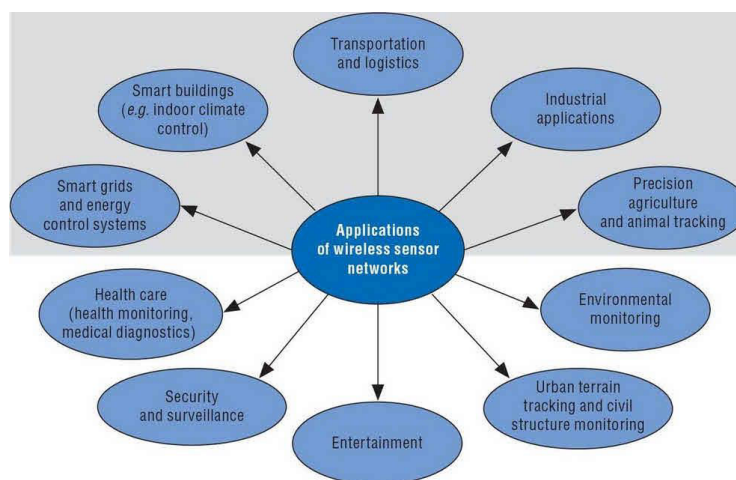 Transportation
and logistics
Smart buildings
(e.g. indoor climate
control)
Industrial
applications
Smart grids
and energy
control systems
Precision
agriculture
and animal tracking
Applications
of wireless sensor
networks
Health care
(health monitoring,
medical diagnostics)
Environmental
monitoring
Security
and surveillance
Urban terrain
tracking and civil
structure monitoring
Entertainment